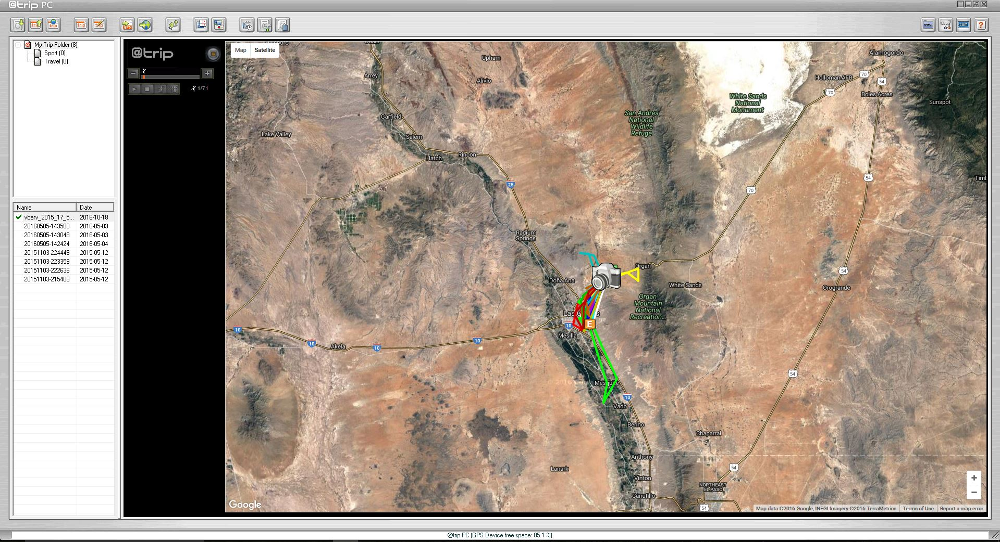 @trip PC
My Trip Folder (8)
Sport (0)
Travel (0)
Name Date
vbarv_2015_17_5... 2016-10-18
20160505-143508 2016-05-03
20160505-143048 2016-05-03
20160505-142424 2016-05-04
20151103-224449 2015-05-12
20151103-223359 2015-05-12
20151103-222636 2015-05-12
20151103-215406 2015-05-12
@trip
1/71
Map Satellite
Upham
Alamogordo
Arrey
Alivio
Holloman AFB
70
54
70
Boles Acres
White Sands
National
Monument
Sunspot
San Andres
National
Wildlife
Refuge
Garfield
Lake Valley
Salem
Hatch
Rincon
25
54
70
Radium
Springs
Organ
54
Doña Ana
White Sands
Orogrande
Organ
Mountain
National
Recreation...
E
10
10
Mesilla
10
10
Akela
10
54
Mesquite
10
Vado
Berino
Chaparral
Anthony
54
Lanark
Vinton
NORTHEAST
EL PASO
Canutillo
54
Google
Map data ©2016 Google, INEGI Imagery ©2016 TerraMetrics Terms of Use Report a map error
@trip PC (GPS Device free space: 85.1 %)